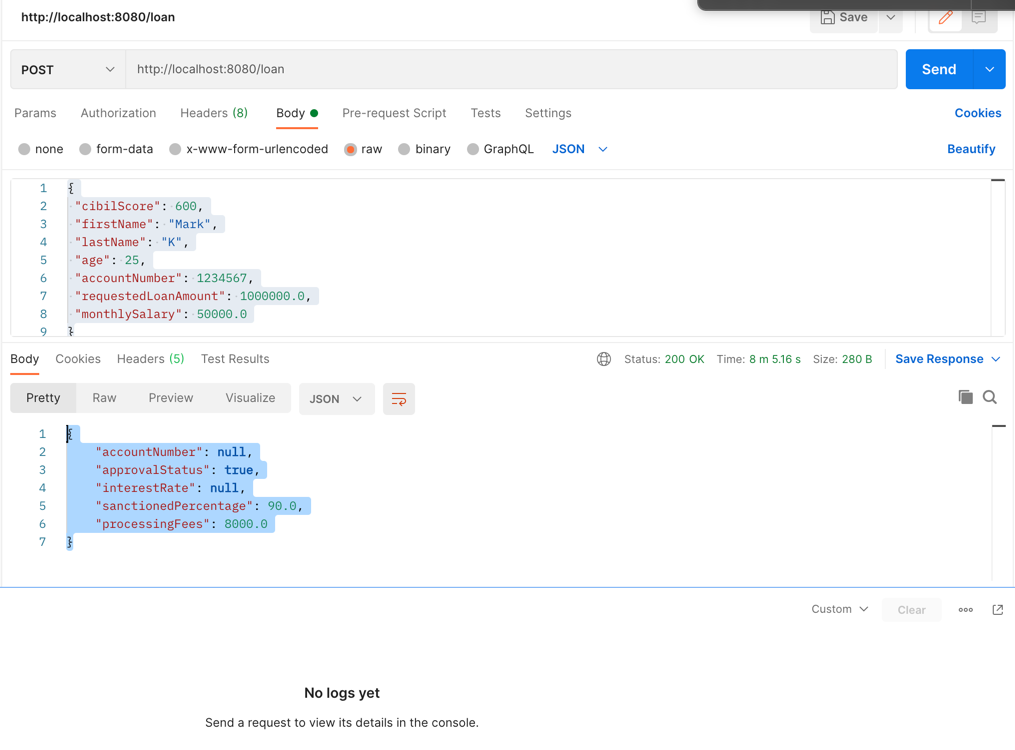 http://localhost:8080/loan
Save
POST
http://localhost:8080/loan
Send
Params Authorization Headers (8) Body Pre-request Script Tests Settings Cookies
none form-data x-www-form-urlencoded raw binary GraphQL JSON Beautify
1 {
2 "cibilScore": 600,
3 "firstName": "Mark",
4 "lastName": "K",
5 "age": 25,
6 "accountNumber": 1234567,
7 "requestedLoanAmount": 1000000.0,
8 "monthlySalary": 50000.0
9 }
Body Cookies Headers (5) Test Results Status: 200 OK Time: 8 m 5.16 s Size: 280 B Save Response
Pretty Raw Preview Visualize JSON
1 {
2 "accountNumber": null,
3 "approvalStatus": true,
4 "interestRate": null,
5 "sanctionedPercentage": 90.0,
6 "processingFees": 8000.0
7 }
Custom Clear
No logs yet
Send a request to view its details in the console.